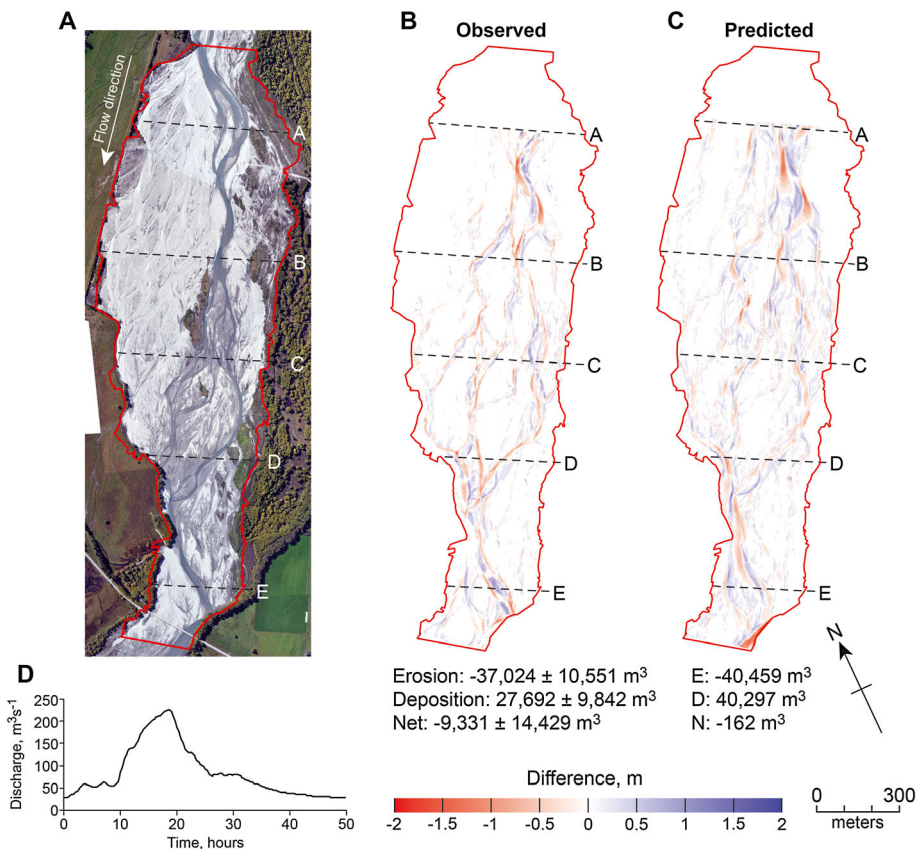 A
B
Observed
C
Predicted
Flow direction
A
B
C
D
E
A
B
C
D
E
A
B
C
D
E
N
Erosion: -37,024 ± 10,551 m³
Deposition: 27,692 ± 9,842 m³
Net: -9,331 ± 14,429 m³
E: -40,459 m³
D: 40,297 m³
N: -162 m³
D
Discharge, m³s⁻¹
250
200
150
100
50
0
0 10 20 30 40 50
Time, hours
Difference, m
-2 -1.5 -1 -0.5 0 0.5 1 1.5 2
0 300
meters